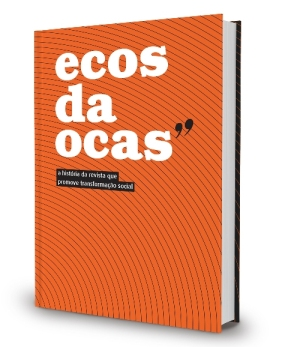 ecos
da
ocas”
a história da revista que
promove transformação social